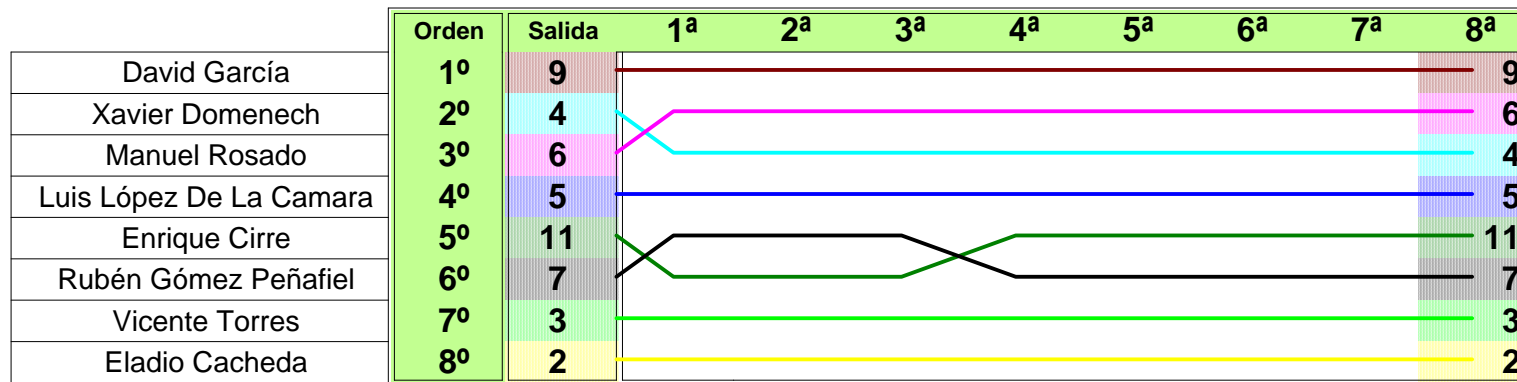 Orden Salida 1ª 2ª 3ª 4ª 5ª 6ª 7ª 8ª
David García 1º 9 9
Xavier Domenech 2º 4 6
Manuel Rosado 3º 6 4
Luis López De La Camara 4º 5 5
Enrique Cirre 5º 11 11
Rubén Gómez Peñafiel 6º 7 7
Vicente Torres 7º 3 3
Eladio Cacheda 8º 2 2